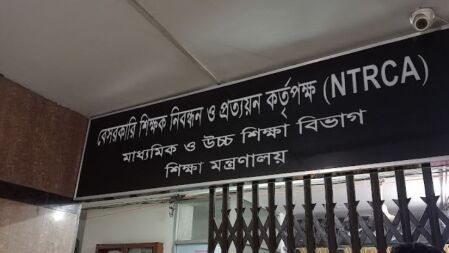 বেসরকারি শিক্ষক নিবন্ধন ও প্রত্যয়ন কর্তৃপক্ষ (NTRCA)
মাধ্যমিক ও উচ্চ শিক্ষা বিভাগ
শিক্ষা মন্ত্রণালয়